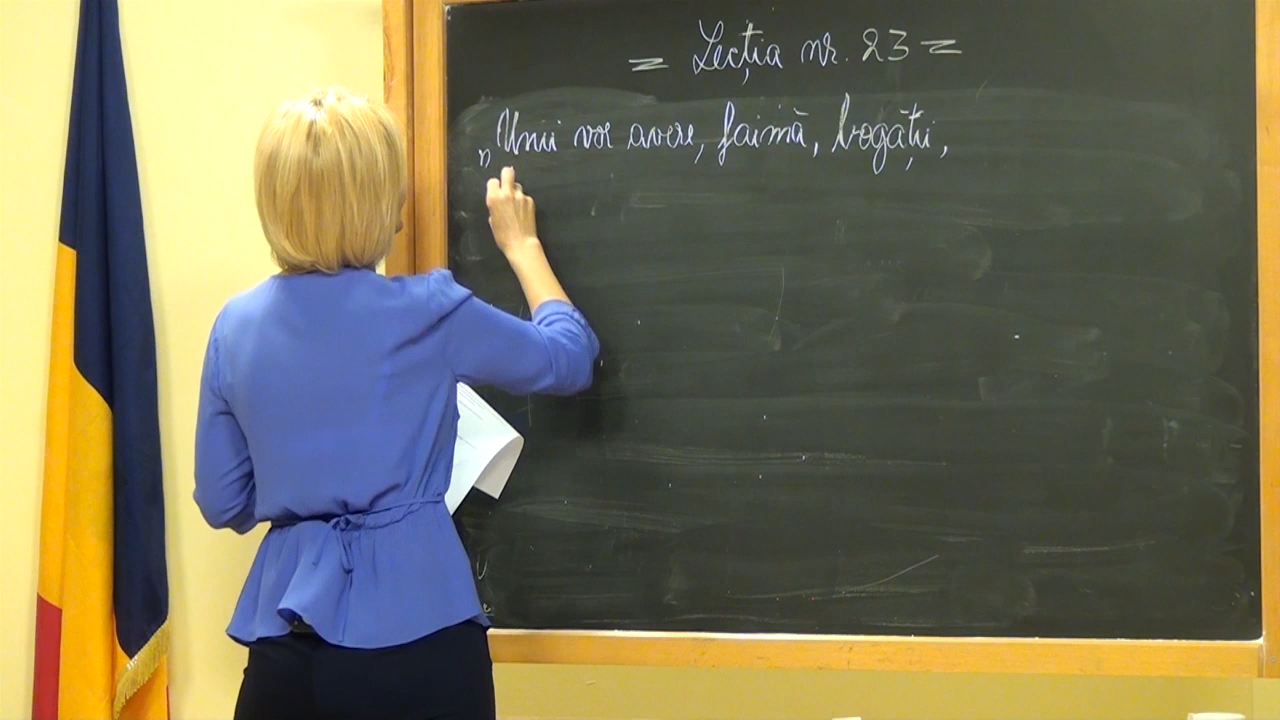 = Lecția nr. 23 =
„Unii vor avere, faimă, bogății,